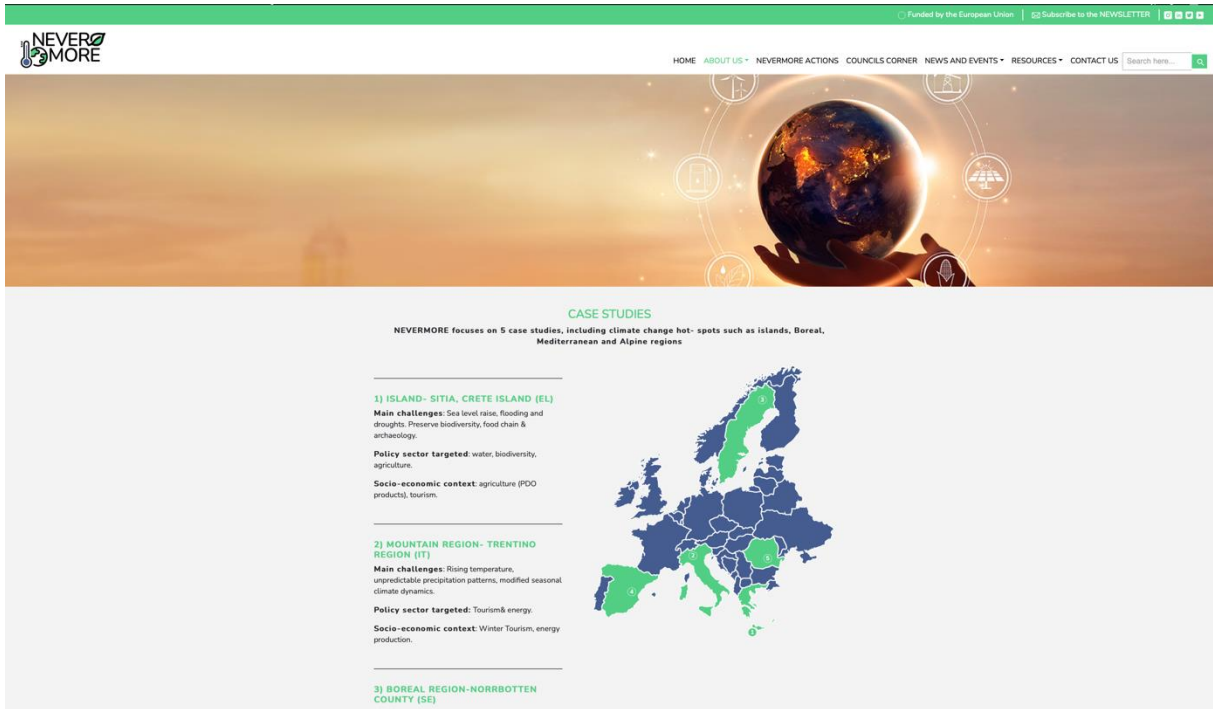 Funded by the European Union
Subscribe to the NEWSLETTER
NEVER
MORE
HOME ABOUT US NEVERMORE ACTIONS COUNCILS CORNER NEWS AND EVENTS RESOURCES CONTACT US Search here...
CASE STUDIES
NEVERMORE focuses on 5 case studies, including climate change hot- spots such as islands, Boreal,
Mediterranean and Alpine regions
1) ISLAND- SITIA, CRETE ISLAND (EL)
Main challenges: Sea level raise, flooding and
droughts. Preserve biodiversity, food chain &
archaeology.
Policy sector targeted: water, biodiversity,
agriculture.
Socio-economic context: agriculture (PDO
products), tourism.
2) MOUNTAIN REGION- TRENTINO
REGION (IT)
Main challenges: Rising temperature,
unpredictable precipitation patterns, modified seasonal
climate dynamics.
Policy sector targeted: Tourism& energy.
Socio-economic context: Winter Tourism, energy
production.
3) BOREAL REGION-NORRBOTTEN
COUNTY (SE)
3
2
5
4
1